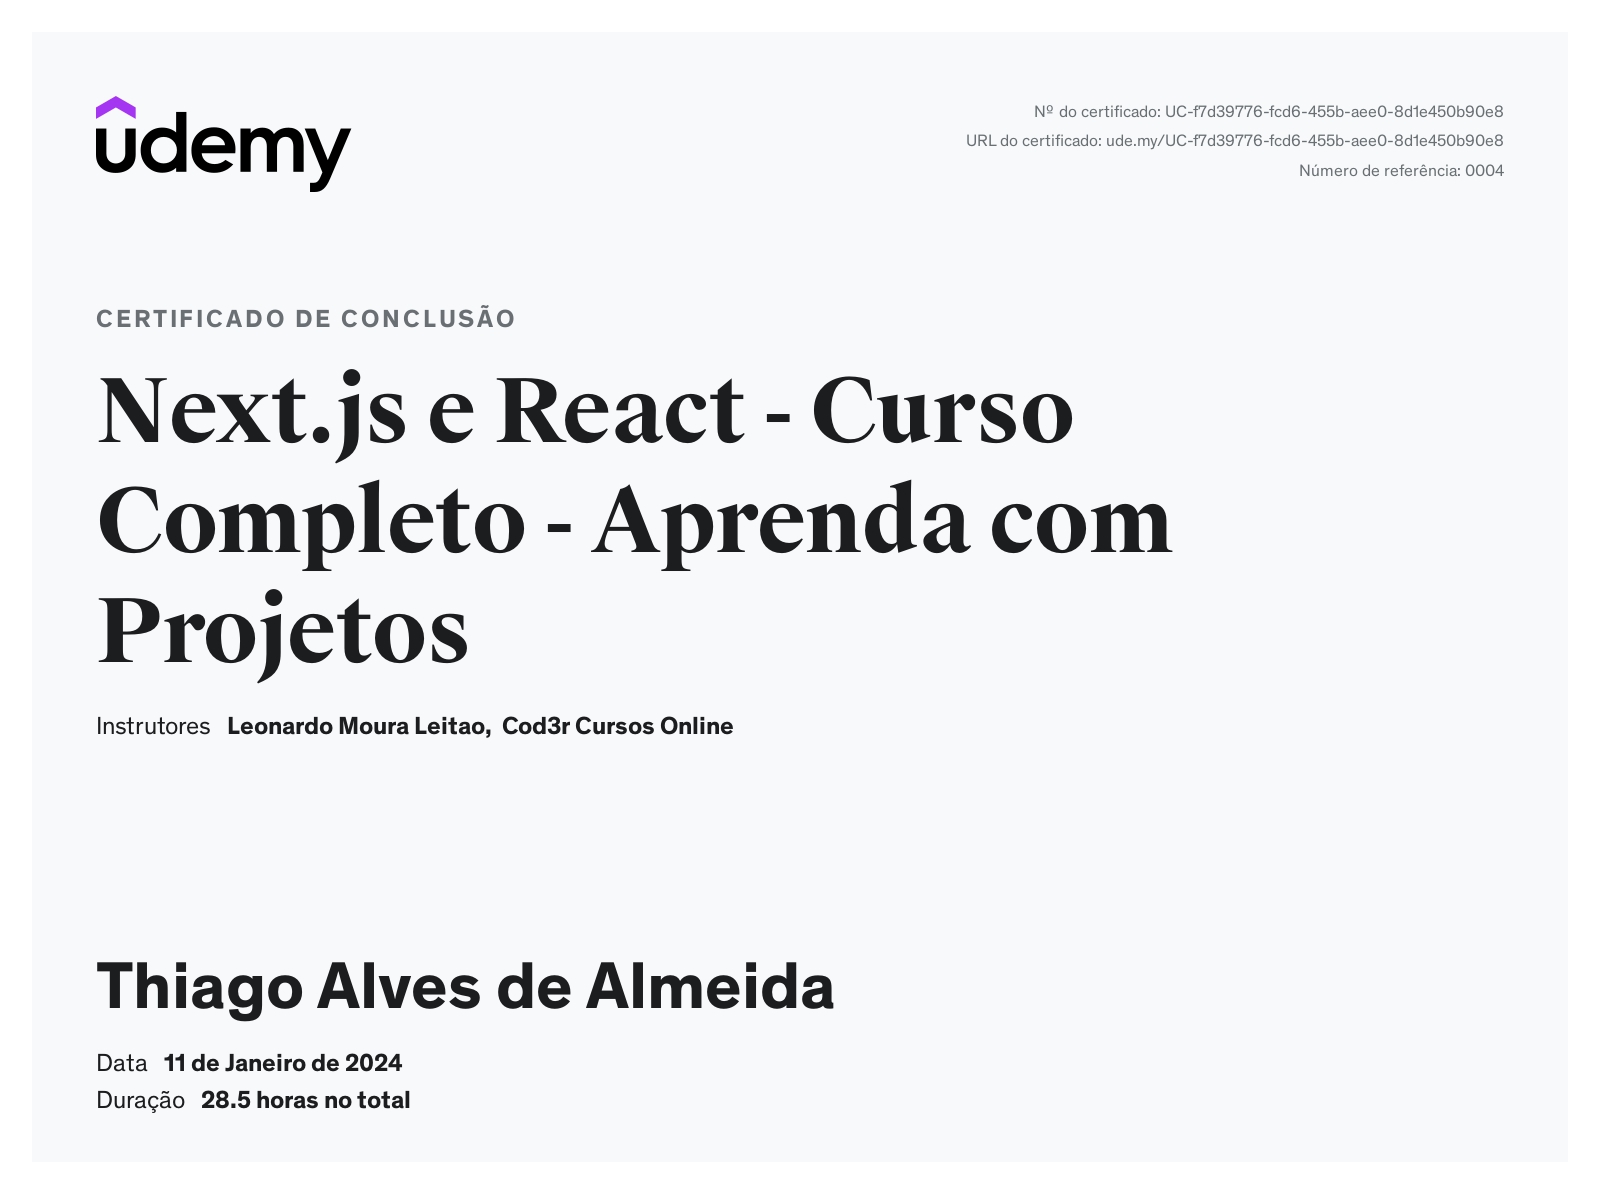 udemy
Nº do certificado: UC-f7d39776-fcd6-455b-aee0-8d1e450b90e8
URL do certificado: ude.my/UC-f7d39776-fcd6-455b-aee0-8d1e450b90e8
Número de referência: 0004
CERTIFICADO DE CONCLUSÃO
Next.js e React - Curso
Completo - Aprenda com
Projetos
Instrutores Leonardo Moura Leitao, Cod3r Cursos Online
Thiago Alves de Almeida
Data 11 de Janeiro de 2024
Duração 28.5 horas no total